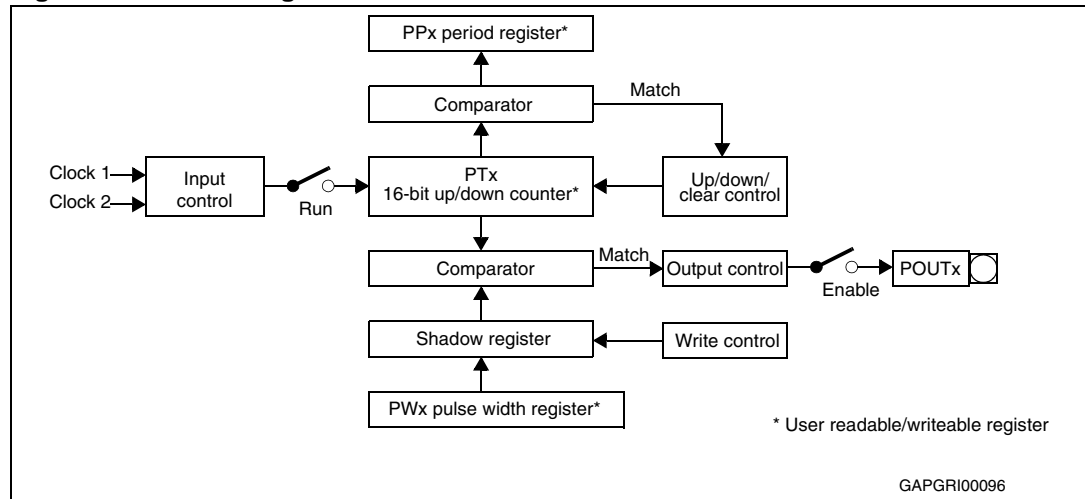 PPx period register*
Comparator
Match
Clock 1
Clock 2
Input
control
Run
PTx
16-bit up/down counter*
Up/down/
clear control
Comparator
Match
Output control
Enable
POUTx
Shadow register
Write control
PWx pulse width register*
* User readable/writeable register
GAPGRI00096